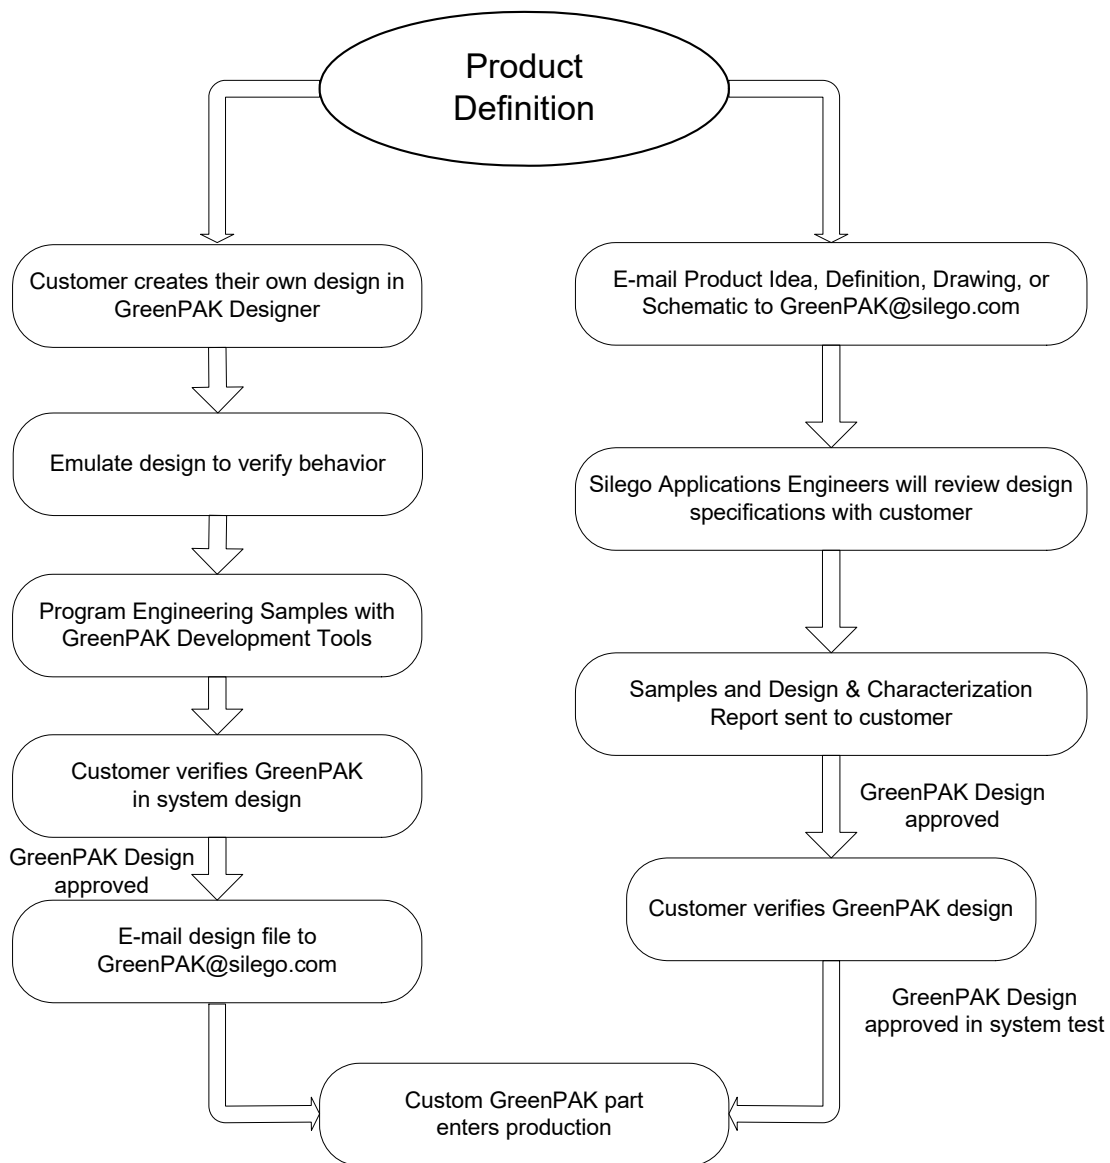 Product
Definition
Customer creates their own design in
GreenPAK Designer
Emulate design to verify behavior
Program Engineering Samples with
GreenPAK Development Tools
Customer verifies GreenPAK
in system design
GreenPAK Design
approved
E-mail design file to
GreenPAK@silego.com
E-mail Product Idea, Definition, Drawing, or
Schematic to GreenPAK@silego.com
Silego Applications Engineers will review design
specifications with customer
Samples and Design & Characterization
Report sent to customer
GreenPAK Design
approved
Customer verifies GreenPAK design
GreenPAK Design
approved in system test
Custom GreenPAK part
enters production